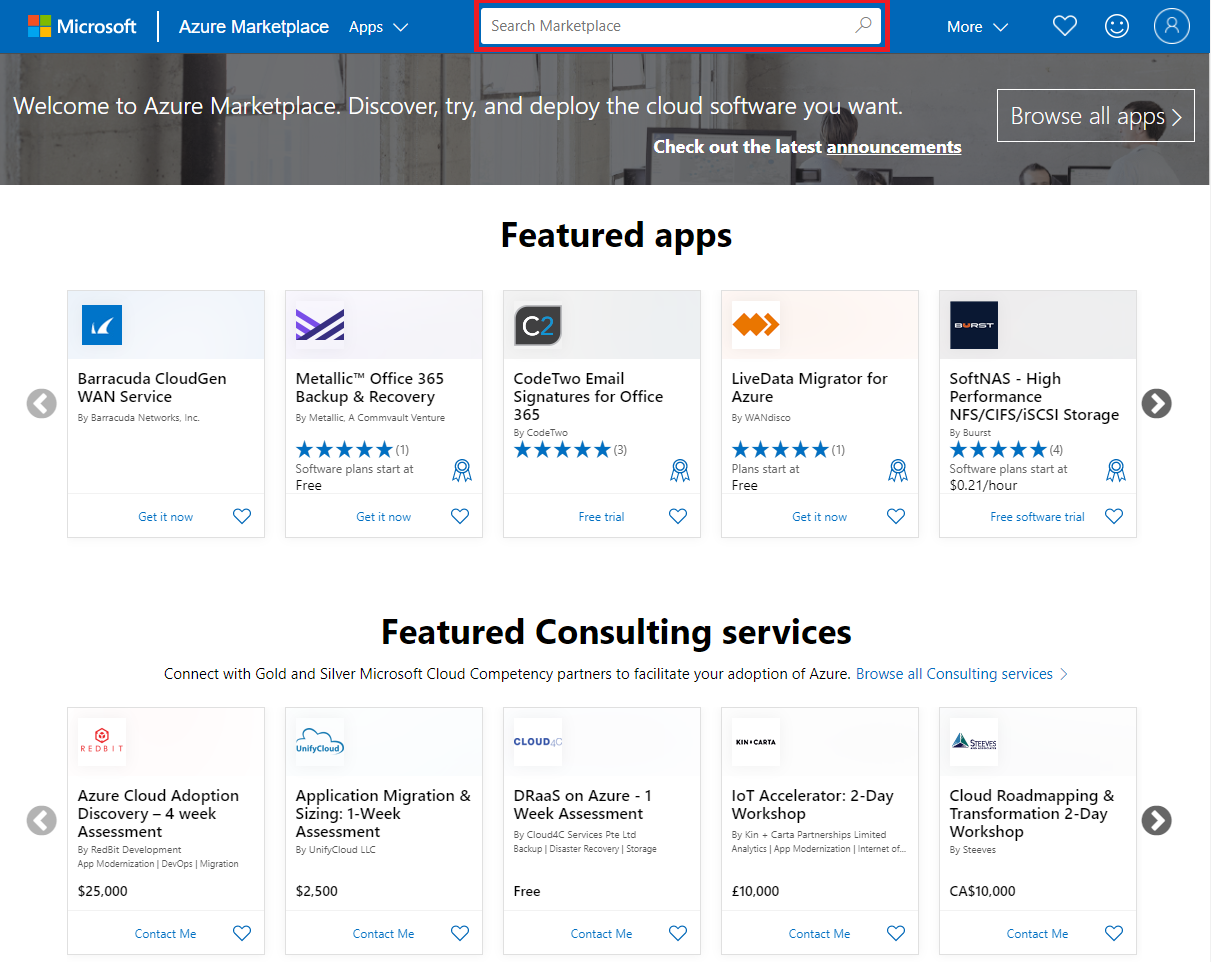 Microsoft
Azure Marketplace
Apps
Search Marketplace
More
Welcome to Azure Marketplace. Discover, try, and deploy the cloud software you want.
Browse all apps
Check out the latest announcements
Featured apps
Barracuda CloudGen
WAN Service
By Barracuda Networks, Inc.
Get it now
Metallic™ Office 365
Backup & Recovery
By Metallic, A Commvault Venture
(1)
Software plans start at
Free
Get it now
C2
CodeTwo Email
Signatures for Office
365
By CodeTwo
(3)
Free trial
LiveData Migrator for
Azure
By WANdisco
(1)
Plans start at
Free
Get it now
BUURST
SoftNAS - High
Performance
NFS/CIFS/iSCSI Storage
By Buurst
(4)
Software plans start at
$0.21/hour
Free software trial
Featured Consulting services
Connect with Gold and Silver Microsoft Cloud Competency partners to facilitate your adoption of Azure. Browse all Consulting services
REDBIT
Azure Cloud Adoption
Discovery – 4 week
Assessment
By RedBit Development
App Modernization | DevOps | Migration
$25,000
Contact Me
UnifyCloud
Application Migration &
Sizing: 1-Week
Assessment
By UnifyCloud LLC
$2,500
Contact Me
CLOUD4C
DRaaS on Azure - 1
Week Assessment
By Cloud4C Services Pte Ltd
Backup | Disaster Recovery | Storage
Free
Contact Me
KIN+CARTA
IoT Accelerator: 2-Day
Workshop
By Kin + Carta Partnerships Limited
Analytics | App Modernization | Internet of...
£10,000
Contact Me
STEEVES
Cloud Roadmapping &
Transformation 2-Day
Workshop
By Steeves
CA$10,000
Contact Me